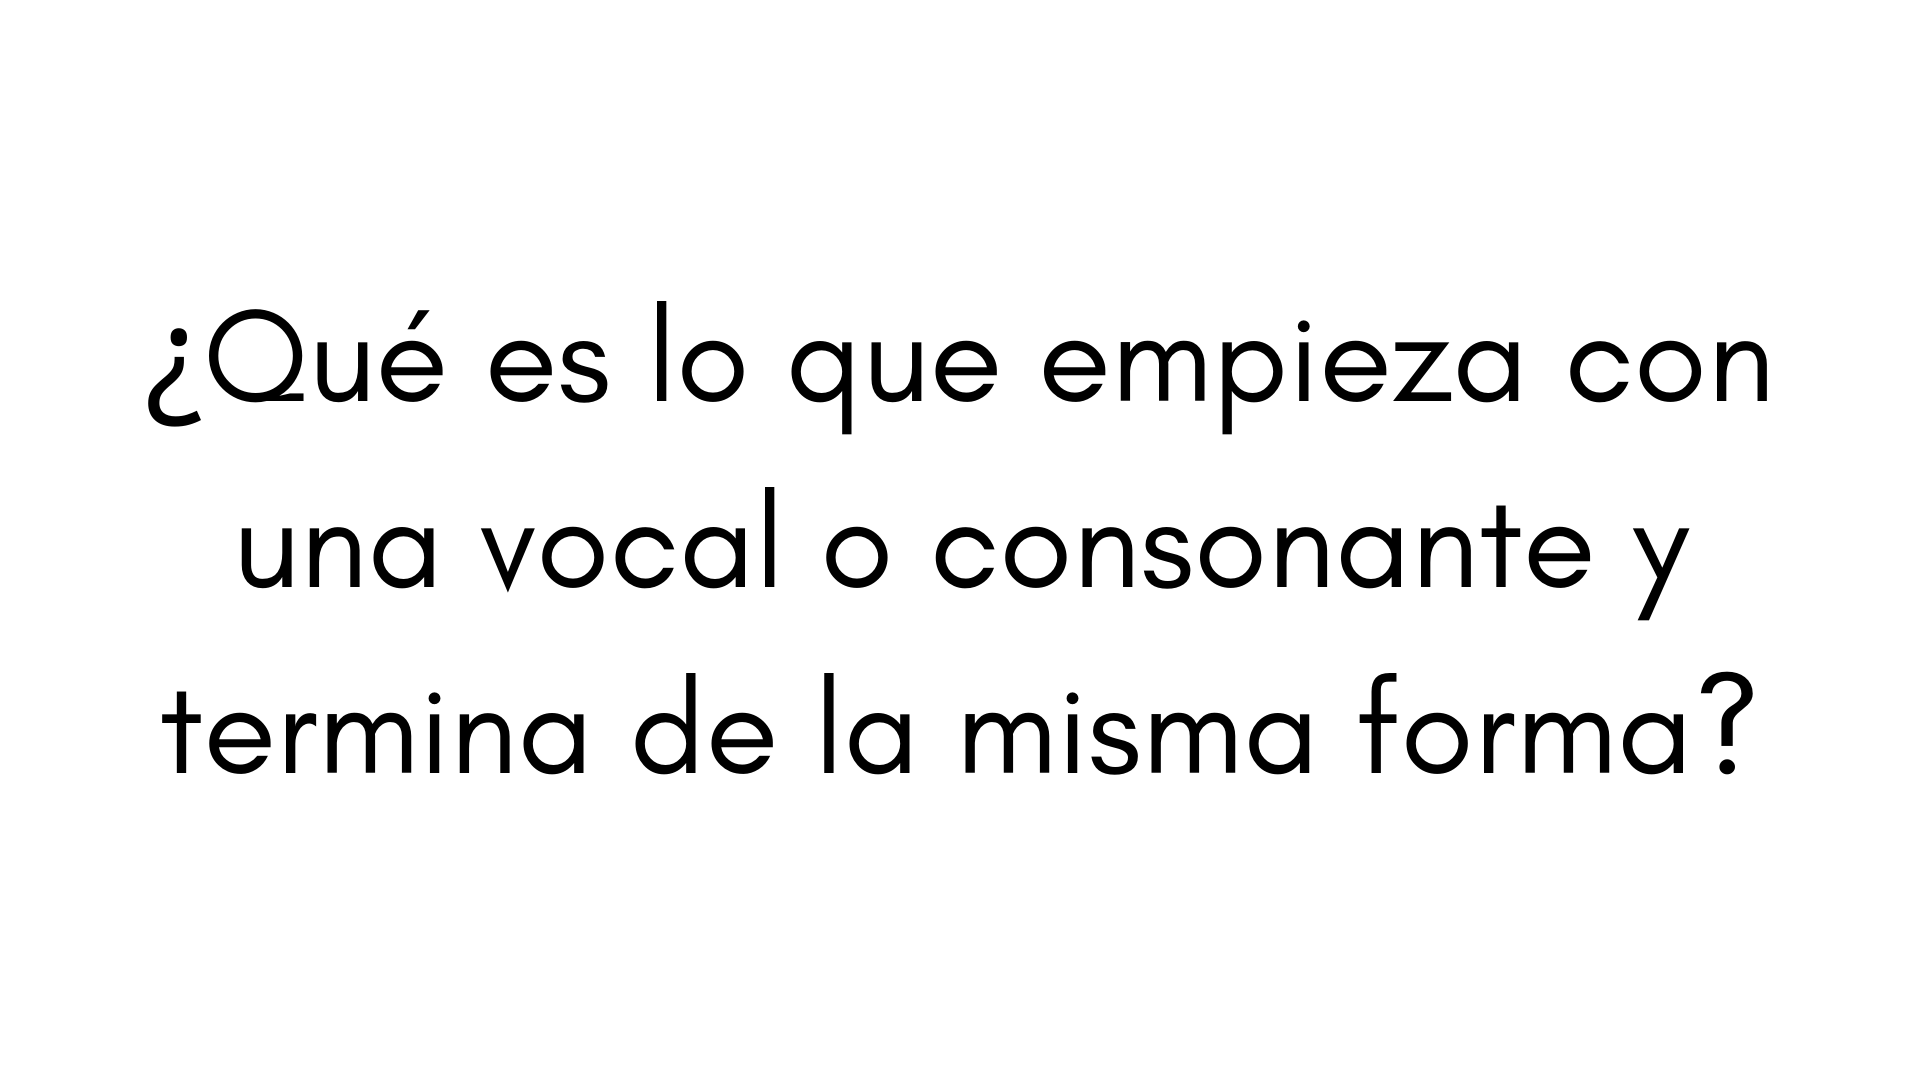 ¿Qué es lo que empieza con
una vocal o consonante y
termina de la misma forma?